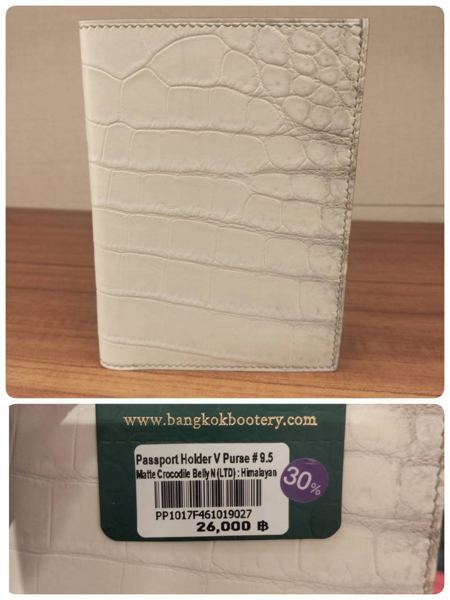 www.bangkokbootery.com
Passport Holder V Purse # 9.5
Matte Crocodile Belly N (LTD) : Himalayan
30%
PP1017F461019027
26,000 ฿